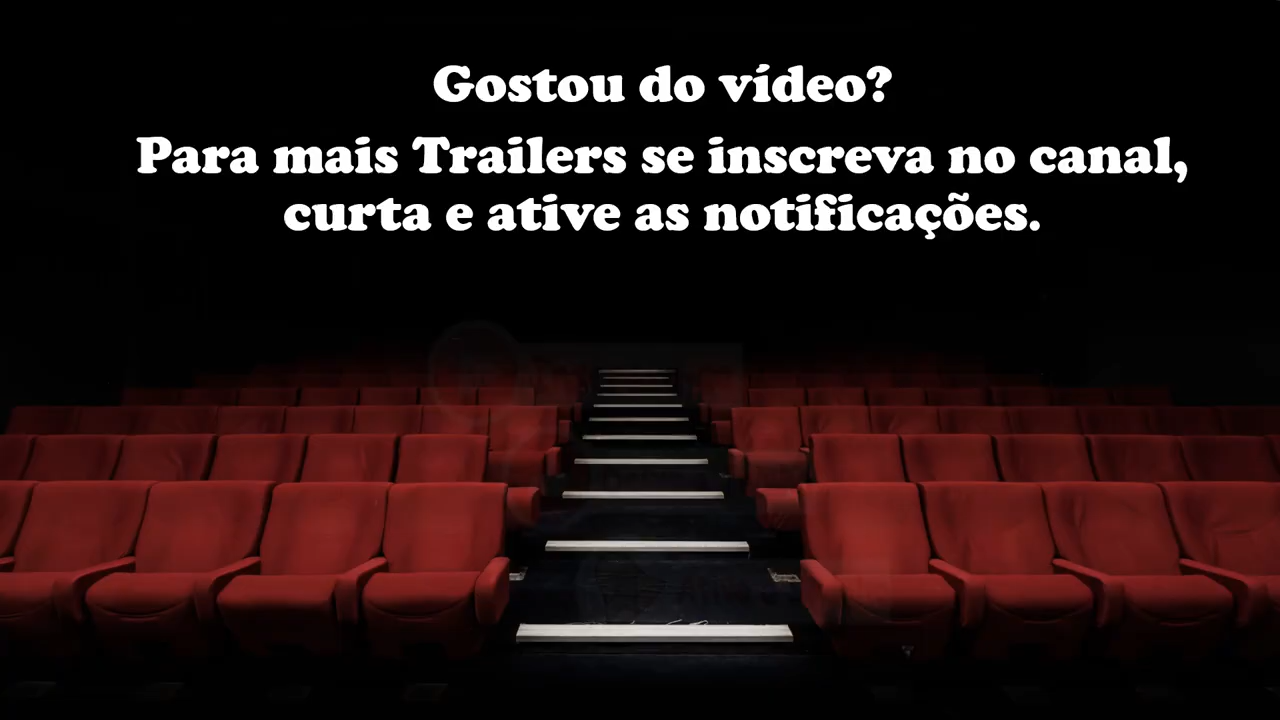 Gostou do vídeo?
Para mais Trailers se inscreva no canal,
curta e ative as notificações.